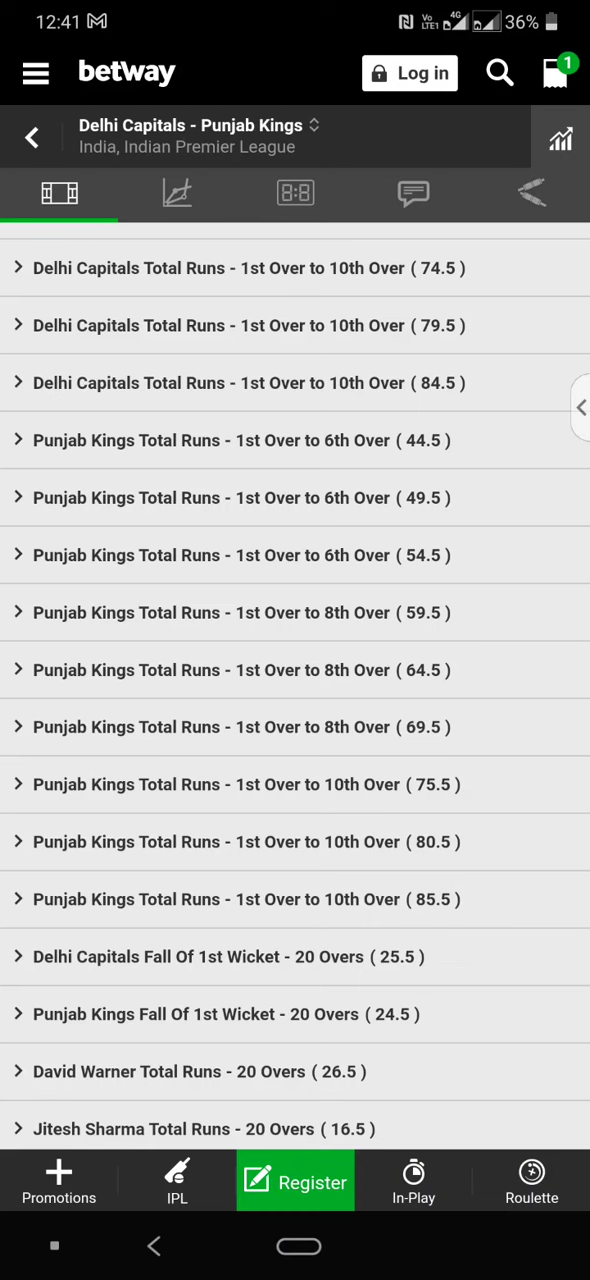 12:41
Vo LTE1 4G 36%
betway
Log in
1
Delhi Capitals - Punjab Kings
India, Indian Premier League
8:8
Delhi Capitals Total Runs - 1st Over to 10th Over ( 74.5 )
Delhi Capitals Total Runs - 1st Over to 10th Over ( 79.5 )
Delhi Capitals Total Runs - 1st Over to 10th Over ( 84.5 )
Punjab Kings Total Runs - 1st Over to 6th Over ( 44.5 )
Punjab Kings Total Runs - 1st Over to 6th Over ( 49.5 )
Punjab Kings Total Runs - 1st Over to 6th Over ( 54.5 )
Punjab Kings Total Runs - 1st Over to 8th Over ( 59.5 )
Punjab Kings Total Runs - 1st Over to 8th Over ( 64.5 )
Punjab Kings Total Runs - 1st Over to 8th Over ( 69.5 )
Punjab Kings Total Runs - 1st Over to 10th Over ( 75.5 )
Punjab Kings Total Runs - 1st Over to 10th Over ( 80.5 )
Punjab Kings Total Runs - 1st Over to 10th Over ( 85.5 )
Delhi Capitals Fall Of 1st Wicket - 20 Overs ( 25.5 )
Punjab Kings Fall Of 1st Wicket - 20 Overs ( 24.5 )
David Warner Total Runs - 20 Overs ( 26.5 )
Jitesh Sharma Total Runs - 20 Overs ( 16.5 )
Promotions
IPL
Register
In-Play
Roulette